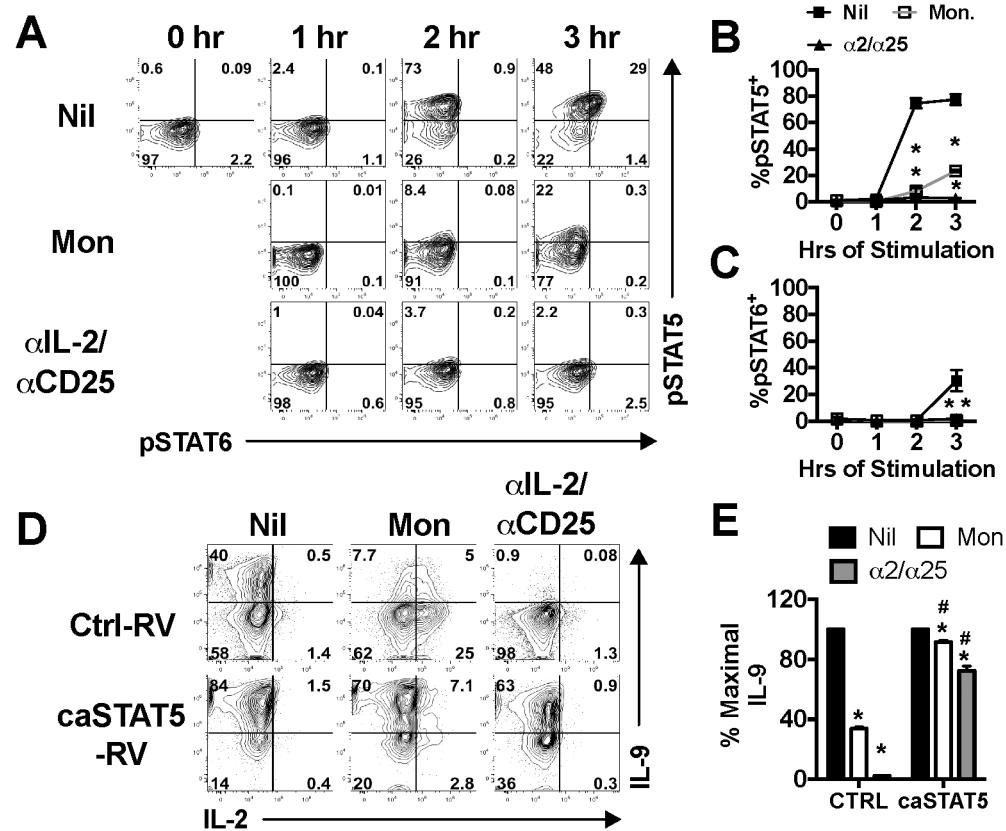 A
0 hr 1 hr 2 hr 3 hr
Nil
0.6 0.09
97 2.2
2.4 0.1
96 1.1
73 0.9
26 0.2
48 29
22 1.4
Mon
0.1 0.01
100 0.1
8.4 0.08
91 0.1
22 0.3
77 0.2
αIL-2/
αCD25
1 0.04
98 0.6
3.7 0.2
95 0.8
2.2 0.3
95 2.5
pSTAT5
pSTAT6
Nil Mon.
α2/α25
B
%pSTAT5+
100
80
60
40
20
0
* *
* *
0 1 2 3
Hrs of Stimulation
C
%pSTAT6+
100
80
60
40
20
0
* *
0 1 2 3
Hrs of Stimulation
D
Nil Mon αIL-2/
αCD25
Ctrl-RV
40 0.5
58 1.4
7.7 5
62 25
0.9 0.08
98 1.3
caSTAT5
-RV
84 1.5
14 0.4
70 7.1
20 2.8
63 0.9
36 0.3
IL-9
IL-2
E
Nil Mon
α2/α25
% Maximal
IL-9
120
80
40
0
* *
# #
* *
CTRL caSTAT5